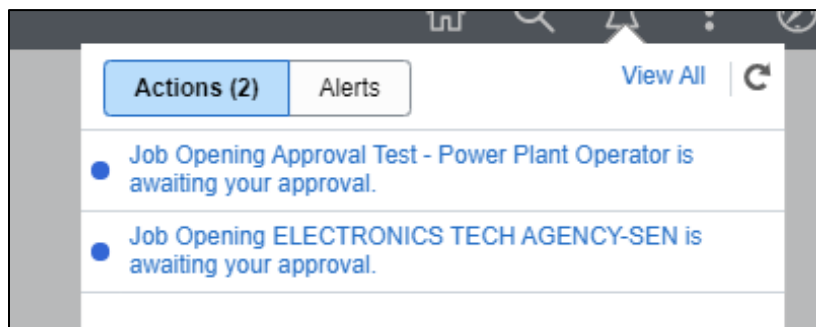 Actions (2) Alerts View All
Job Opening Approval Test - Power Plant Operator is
awaiting your approval.
Job Opening ELECTRONICS TECH AGENCY-SEN is
awaiting your approval.